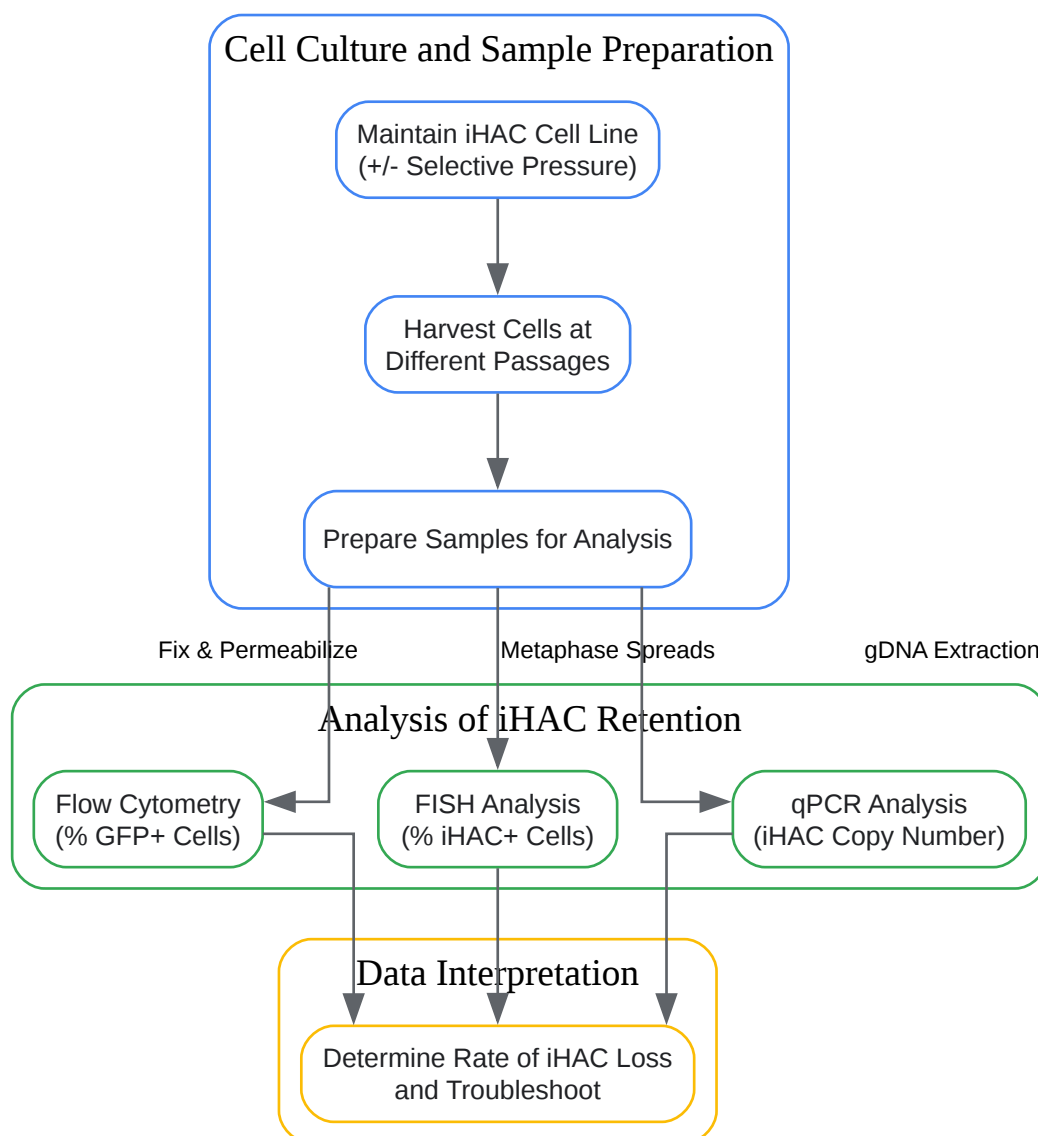 Cell Culture and Sample Preparation
Maintain iHAC Cell Line
(+/- Selective Pressure)
Harvest Cells at
Different Passages
Prepare Samples for Analysis
Fix & Permeabilize
Metaphase Spreads
gDNA Extraction
Analysis of iHAC Retention
Flow Cytometry
(% GFP+ Cells)
FISH Analysis
(% iHAC+ Cells)
qPCR Analysis
(iHAC Copy Number)
Data Interpretation
Determine Rate of iHAC Loss
and Troubleshoot